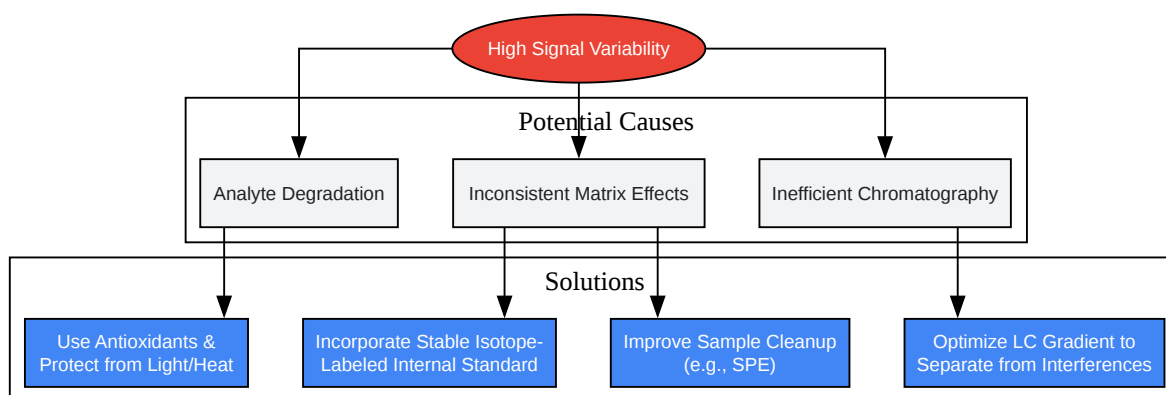 High Signal Variability
Potential Causes
Analyte Degradation
Inconsistent Matrix Effects
Inefficient Chromatography
Solutions
Use Antioxidants &
Protect from Light/Heat
Incorporate Stable Isotope-
Labeled Internal Standard
Improve Sample Cleanup
(e.g., SPE)
Optimize LC Gradient to
Separate from Interferences